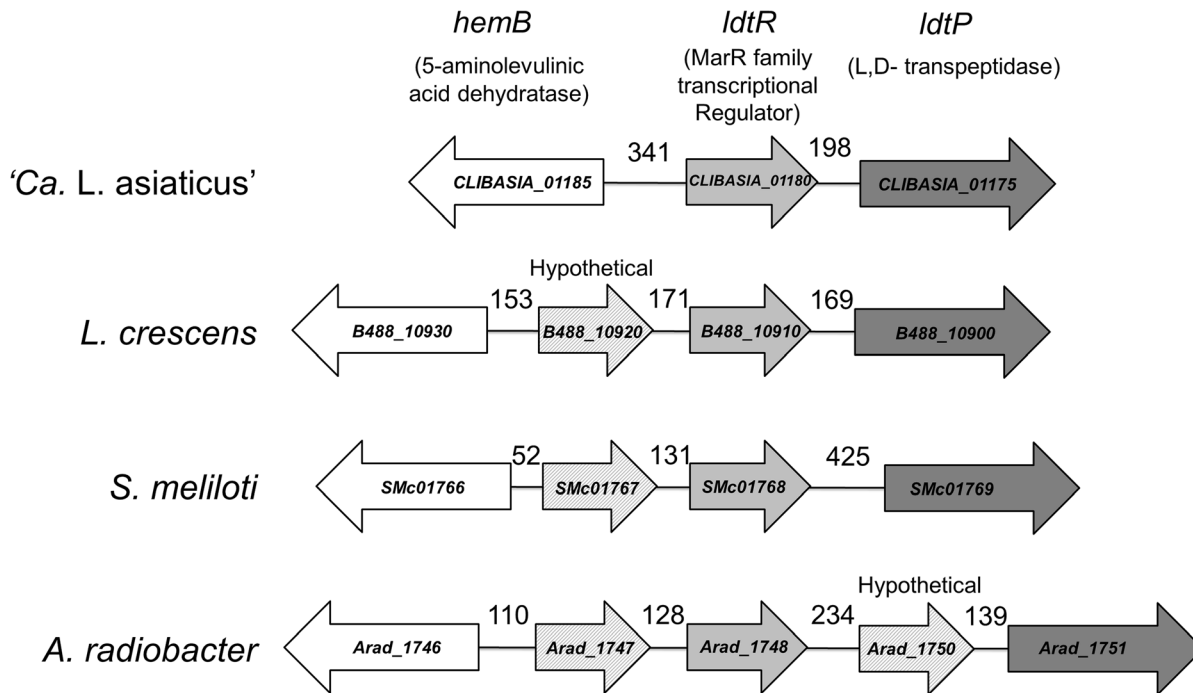 hemB ldtR ldtP
(5-aminolevulinic
acid dehydratase)
(MarR family
transcriptional
Regulator)
(L,D- transpeptidase)
‘Ca. L. asiaticus’ CLIBASIA_01185 341 CLIBASIA_01180 198 CLIBASIA_01175
Hypothetical
L. crescens B488_10930 153 B488_10920 171 B488_10910 169 B488_10900
S. meliloti SMc01766 52 SMc01767 131 SMc01768 425 SMc01769
Hypothetical
A. radiobacter Arad_1746 110 Arad_1747 128 Arad_1748 234 Arad_1750 139 Arad_1751